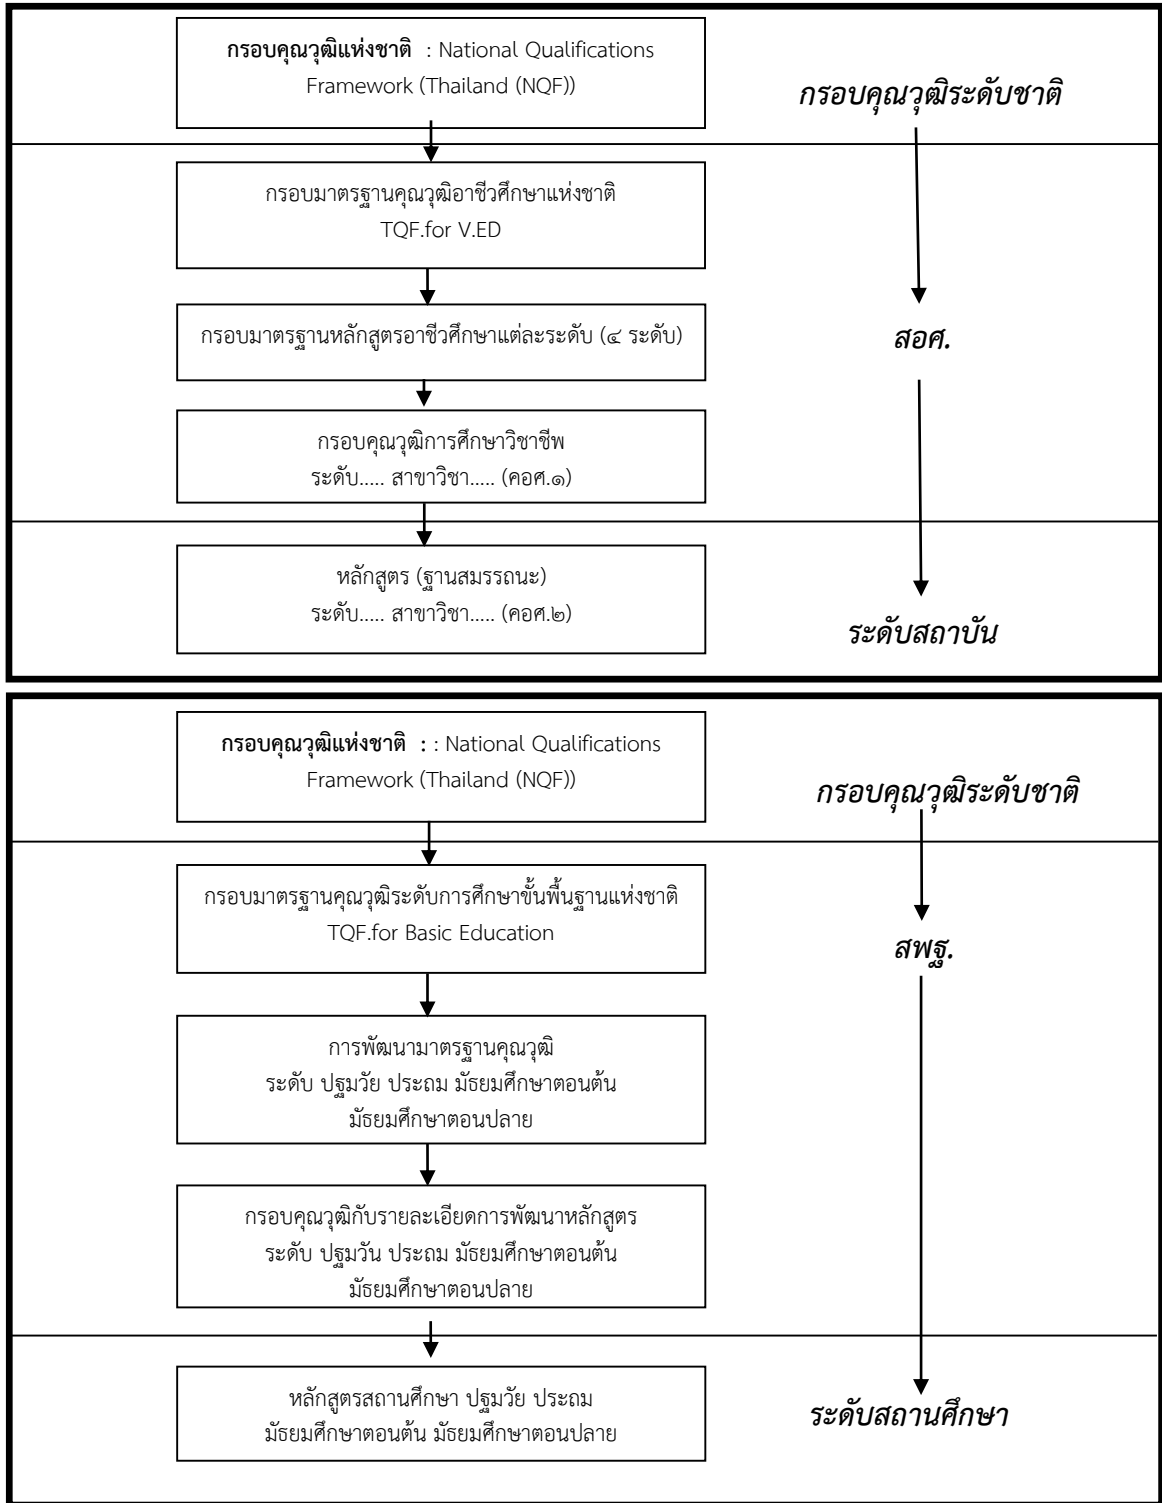 กรอบคุณวุฒิแห่งชาติ : National Qualifications
Framework (Thailand (NQF))
กรอบคุณวุฒิระดับชาติ
กรอบมาตรฐานคุณวุฒิอาชีวศึกษาแห่งชาติ
TQF.for V.ED
กรอบมาตรฐานหลักสูตรอาชีวศึกษาแต่ละระดับ (๔ ระดับ)
สอศ.
กรอบคุณวุฒิการศึกษาวิชาชีพ
ระดับ..... สาขาวิชา..... (คอศ.๑)
หลักสูตร (ฐานสมรรถนะ)
ระดับ..... สาขาวิชา..... (คอศ.๒)
ระดับสถาบัน
กรอบคุณวุฒิแห่งชาติ : : National Qualifications
Framework (Thailand (NQF))
กรอบคุณวุฒิระดับชาติ
กรอบมาตรฐานคุณวุฒิระดับการศึกษาขั้นพื้นฐานแห่งชาติ
TQF.for Basic Education
สพฐ.
การพัฒนามาตรฐานคุณวุฒิ
ระดับ ปฐมวัย ประถม มัธยมศึกษาตอนต้น
มัธยมศึกษาตอนปลาย
กรอบคุณวุฒิกับรายละเอียดการพัฒนาหลักสูตร
ระดับ ปฐมวัน ประถม มัธยมศึกษาตอนต้น
มัธยมศึกษาตอนปลาย
หลักสูตรสถานศึกษา ปฐมวัย ประถม
มัธยมศึกษาตอนต้น มัธยมศึกษาตอนปลาย
ระดับสถานศึกษา